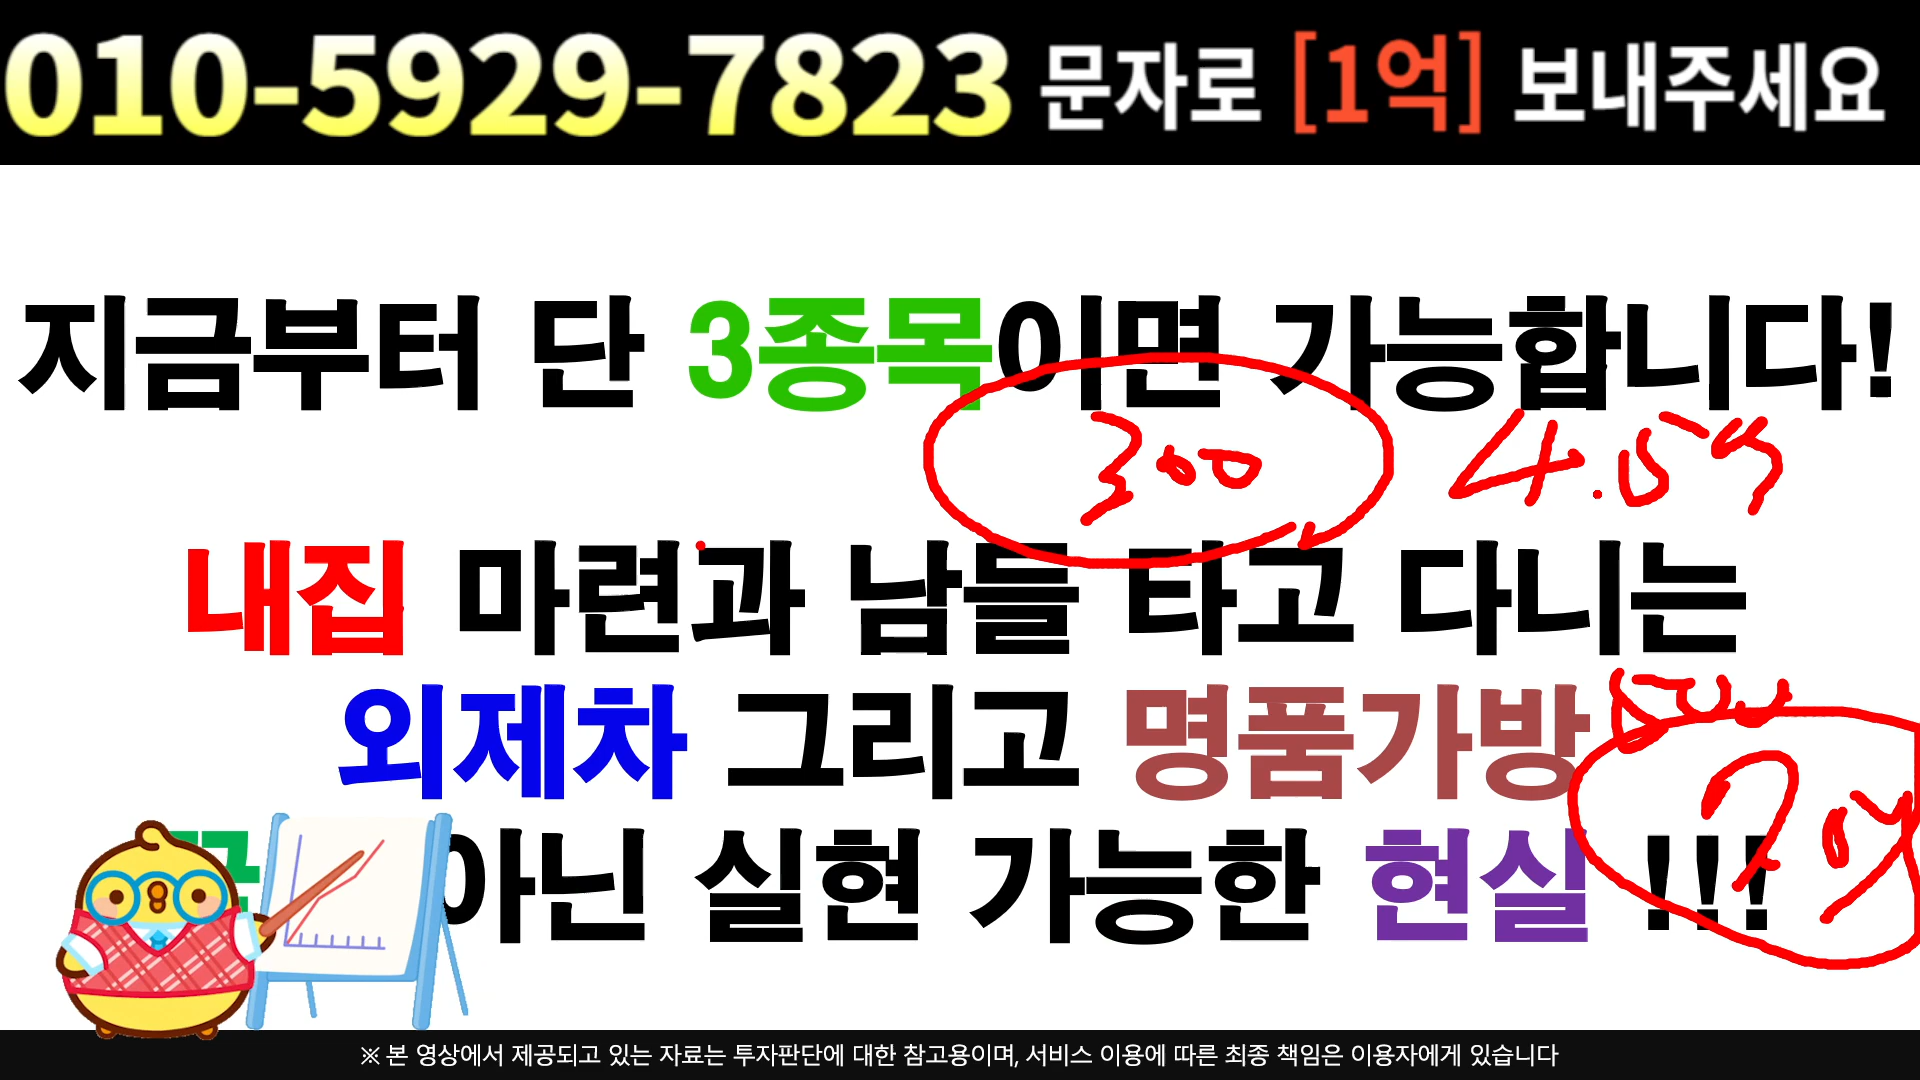 010-5929-7823 문자로 [1억] 보내주세요
지금부터 단 3종목이면 가능합니다!
300 4.5억
내집 마련과 남들 타고 다니는
500
외제차 그리고 명품가방
아닌 실현 가능한 현실 !!!
※ 본 영상에서 제공되고 있는 자료는 투자판단에 대한 참고용이며, 서비스 이용에 따른 최종 책임은 이용자에게 있습니다